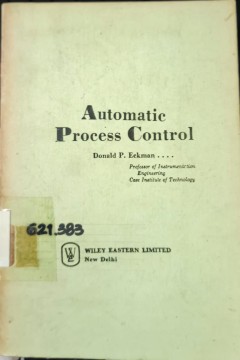 Automatic
Process Control
Donald P. Eckman ....
Professor of Instrumentation
Engineering
Case Institute of Technology
621.383
WILEY EASTERN LIMITED
New Delhi